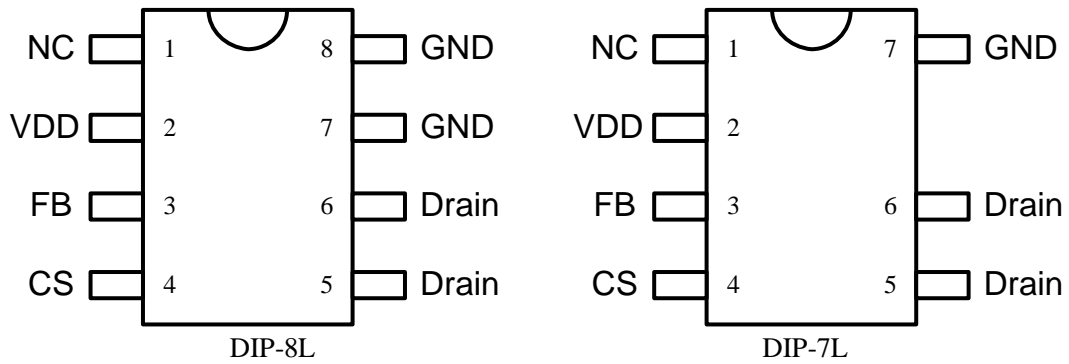 NC 1 8 GND
VDD 2 7 GND
FB 3 6 Drain
CS 4 5 Drain
DIP-8L
NC 1 7 GND
VDD 2
FB 3 6 Drain
CS 4 5 Drain
DIP-7L